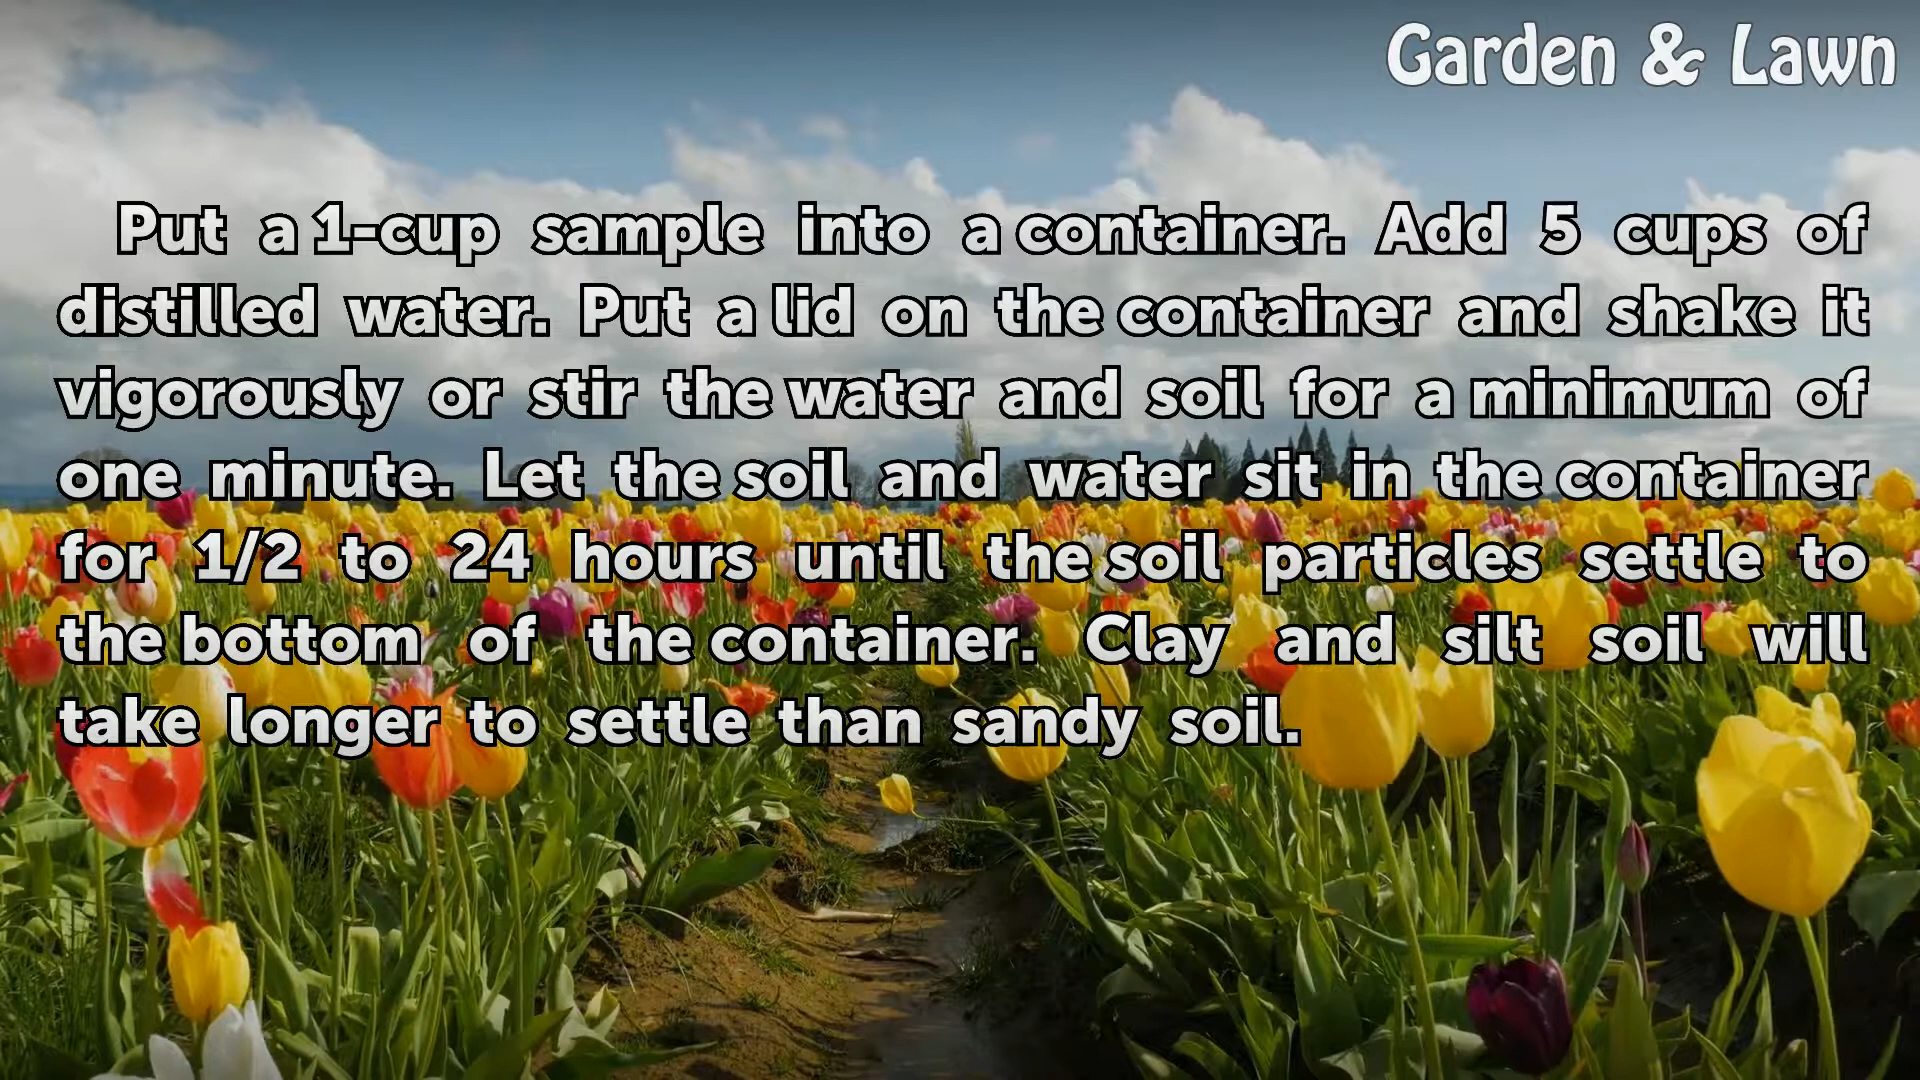 Garden & Lawn
Put a 1-cup sample into a container. Add 5 cups of
distilled water. Put a lid on the container and shake it
vigorously or stir the water and soil for a minimum of
one minute. Let the soil and water sit in the container
for 1/2 to 24 hours until the soil particles settle to
the bottom of the container. Clay and silt soil will
take longer to settle than sandy soil.